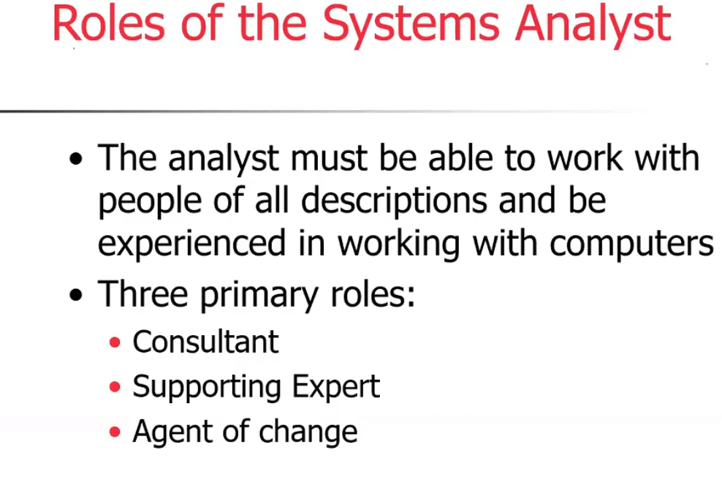 Roles of the Systems Analyst
• The analyst must be able to work with
people of all descriptions and be
experienced in working with computers
• Three primary roles:
• Consultant
• Supporting Expert
• Agent of change